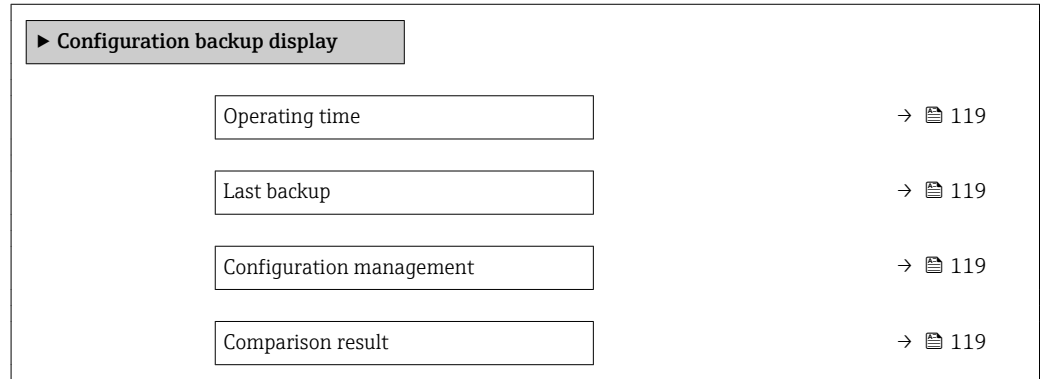 ▶ Configuration backup display
Operating time → 🖹 119
Last backup → 🖹 119
Configuration management → 🖹 119
Comparison result → 🖹 119